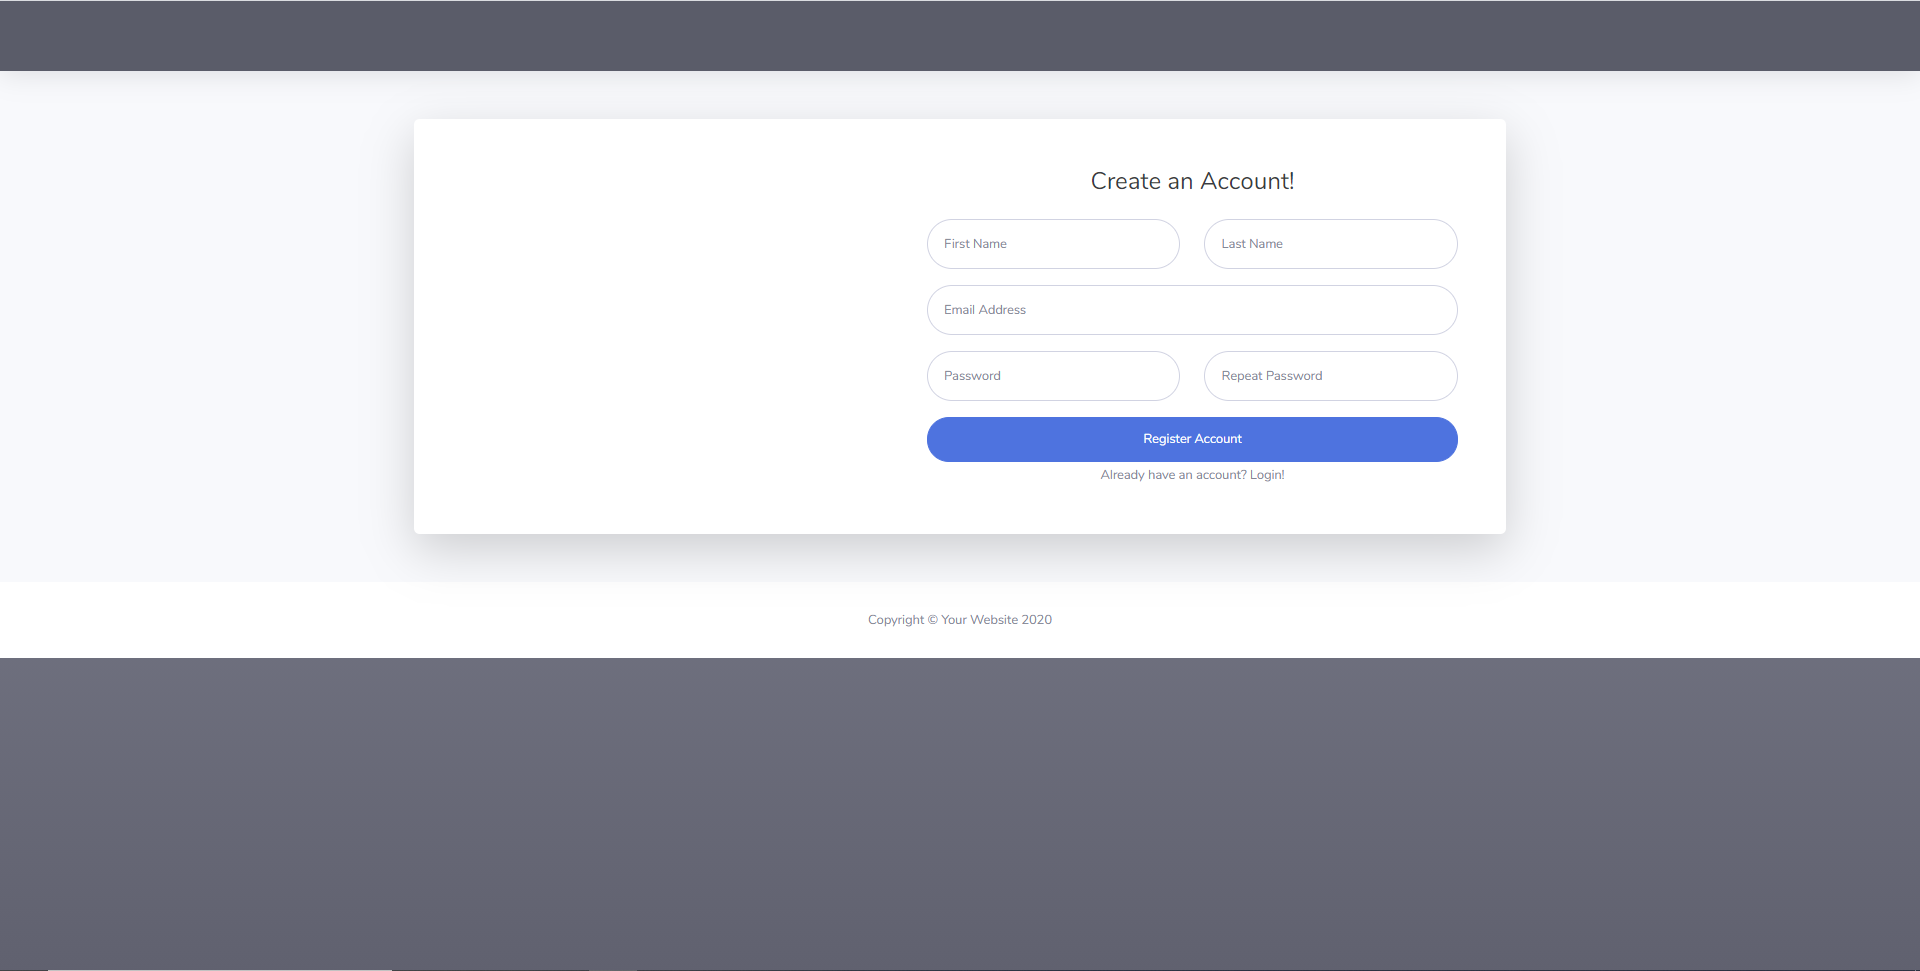 Create an Account!
First Name
Last Name
Email Address
Password
Repeat Password
Register Account
Already have an account? Login!
Copyright © Your Website 2020